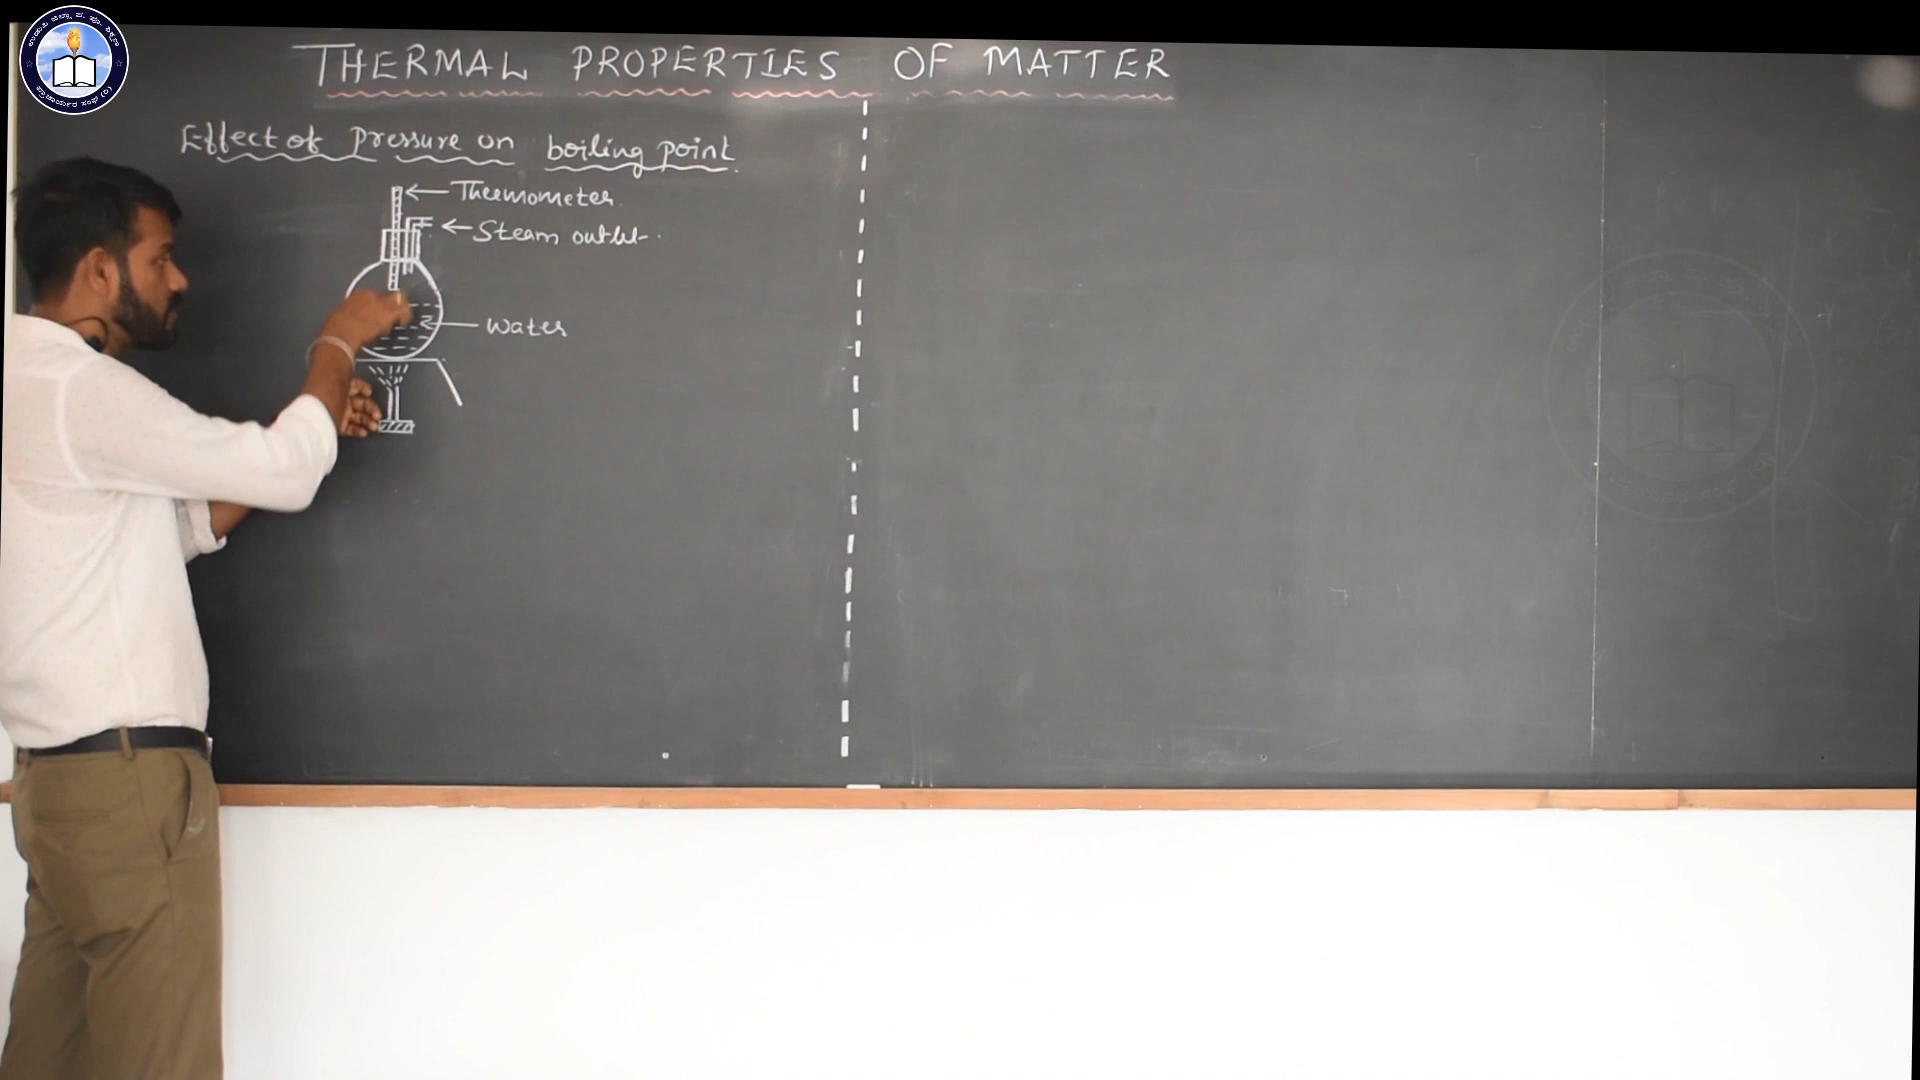 THERMAL PROPERTIES OF MATTER
Effect of Pressure on boiling point.
Thermometer.
Steam outlet.
Water